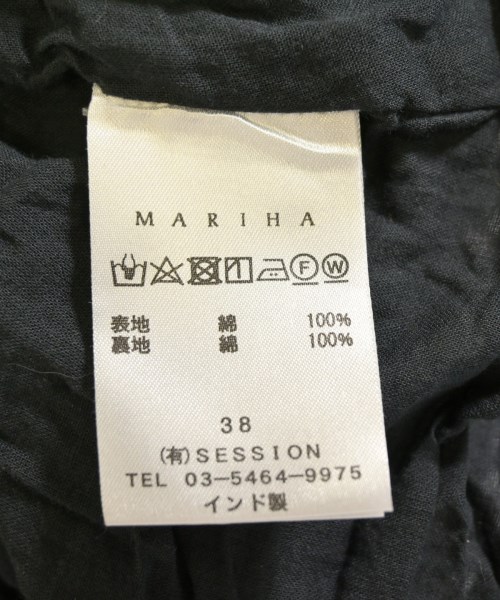 MARIHA
F W
表地 綿 100%
裏地 綿 100%
38
(有)SESSION
TEL 03-5464-9975
インド製